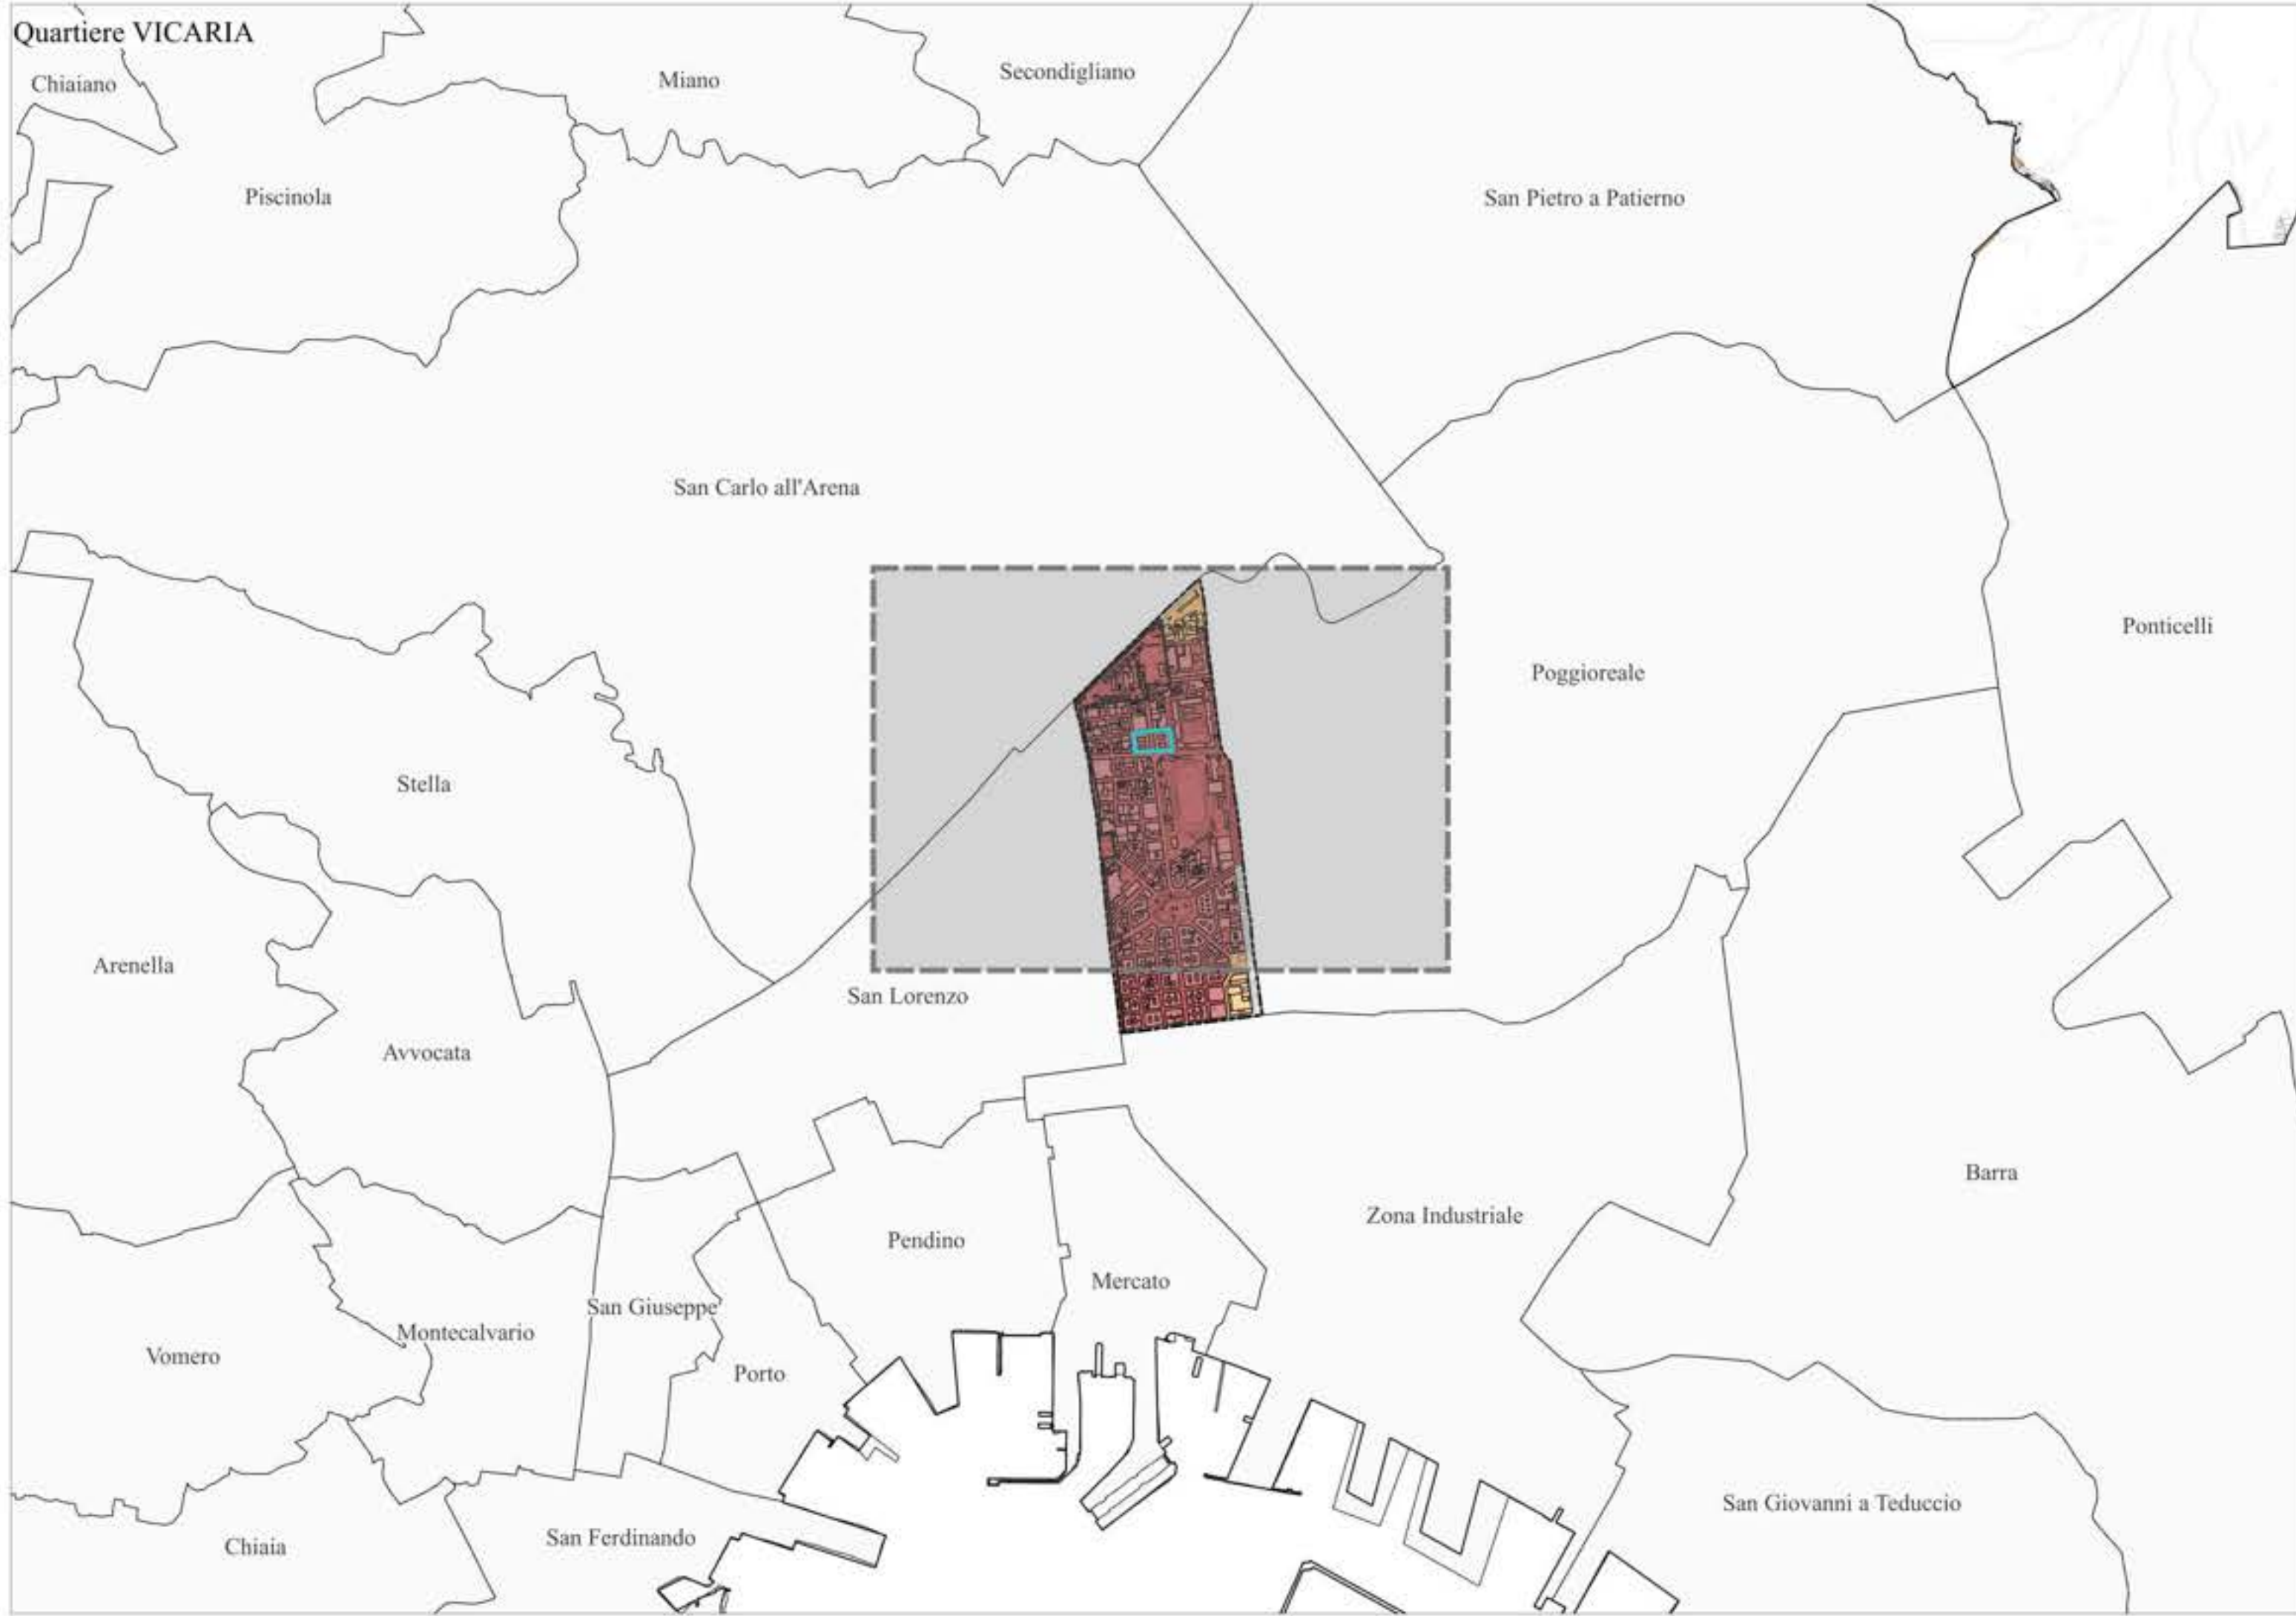 Quartiere VICARIA
Chiaiano
Miano
Secondigliano
Piscinola
San Pietro a Patierno
San Carlo all'Arena
Ponticelli
Poggioreale
Stella
Arenella
San Lorenzo
Avvocata
Barra
Zona Industriale
Pendino
Mercato
San Giuseppe
Montecalvario
Vomero
Porto
San Giovanni a Teduccio
San Ferdinando
Chiaia